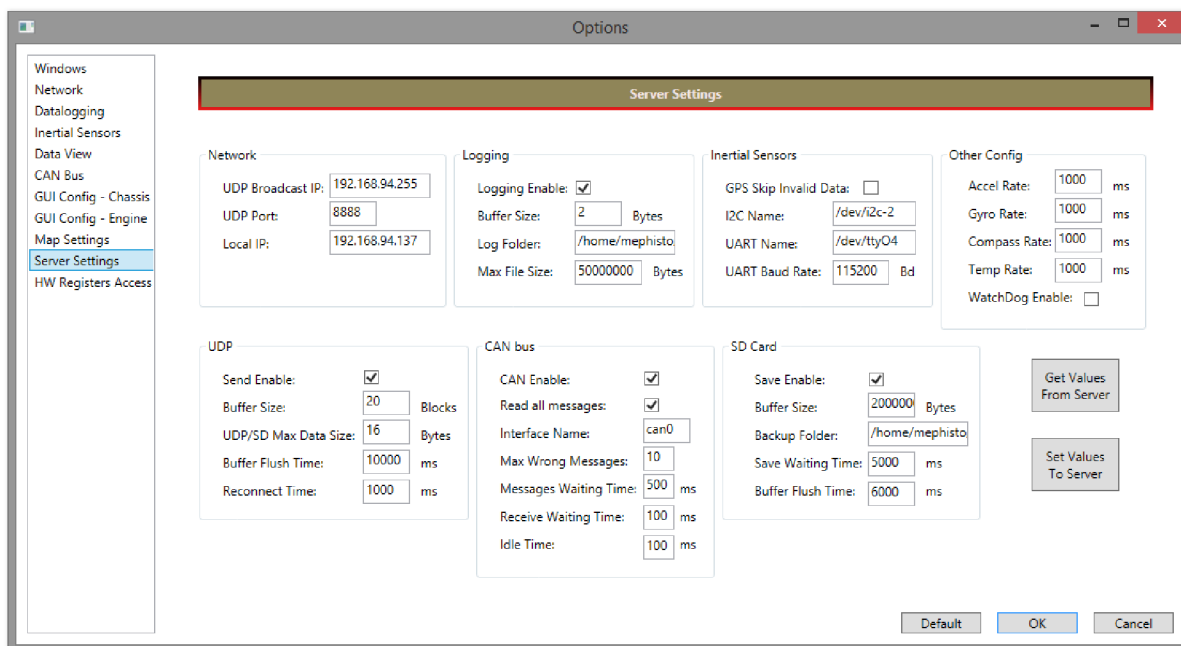 Options
Windows
Network
Datalogging
Inertial Sensors
Data View
CAN Bus
GUI Config - Chassis
GUI Config - Engine
Map Settings
Server Settings
HW Registers Access
Server Settings
Network
UDP Broadcast IP: 192.168.94.255
UDP Port: 8888
Local IP: 192.168.94.137
Logging
Logging Enable:
Buffer Size: 2 Bytes
Log Folder: /home/mephisto
Max File Size: 50000000 Bytes
Inertial Sensors
GPS Skip Invalid Data:
I2C Name: /dev/i2c-2
UART Name: /dev/ttyO4
UART Baud Rate: 115200 Bd
Other Config
Accel Rate: 1000 ms
Gyro Rate: 1000 ms
Compass Rate: 1000 ms
Temp Rate: 1000 ms
WatchDog Enable:
UDP
Send Enable:
Buffer Size: 20 Blocks
UDP/SD Max Data Size: 16 Bytes
Buffer Flush Time: 10000 ms
Reconnect Time: 1000 ms
CAN bus
CAN Enable:
Read all messages:
Interface Name: can0
Max Wrong Messages: 10
Messages Waiting Time: 500 ms
Receive Waiting Time: 100 ms
Idle Time: 100 ms
SD Card
Save Enable:
Buffer Size: 200000 Bytes
Backup Folder: /home/mephisto
Save Waiting Time: 5000 ms
Buffer Flush Time: 6000 ms
Get Values
From Server
Set Values
To Server
Default
OK
Cancel